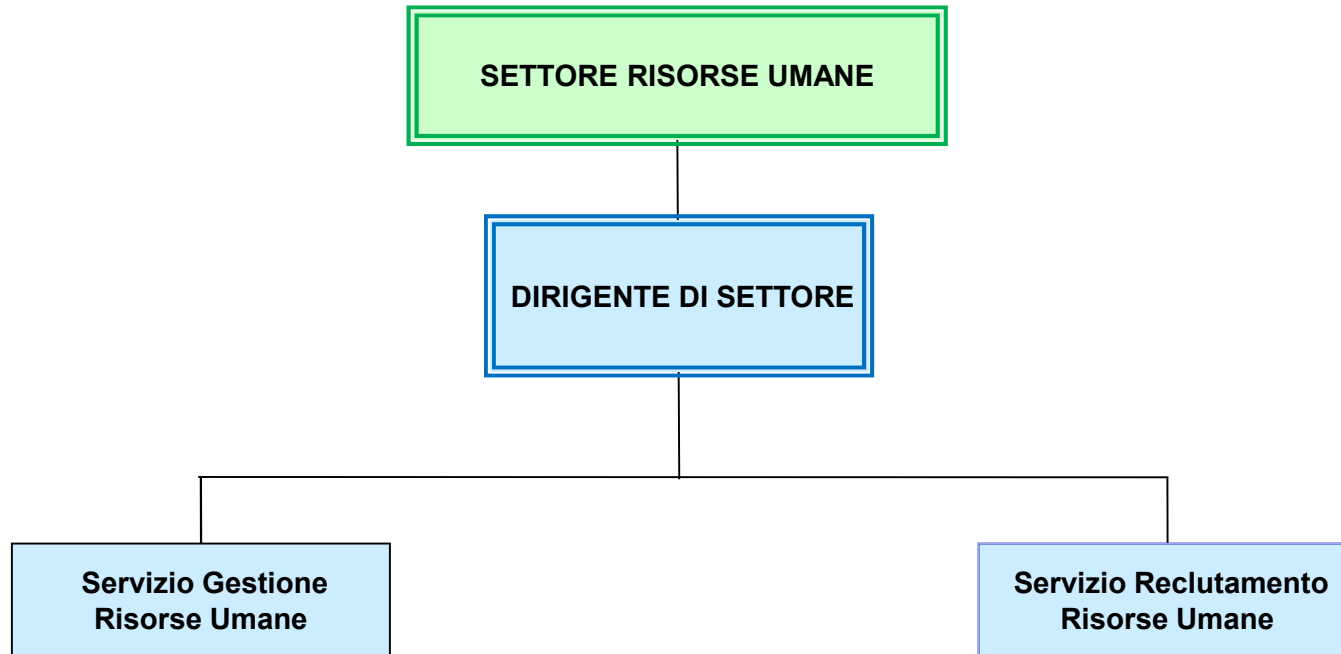 SETTORE RISORSE UMANE
DIRIGENTE DI SETTORE
Servizio Gestione
Risorse Umane
Servizio Reclutamento
Risorse Umane